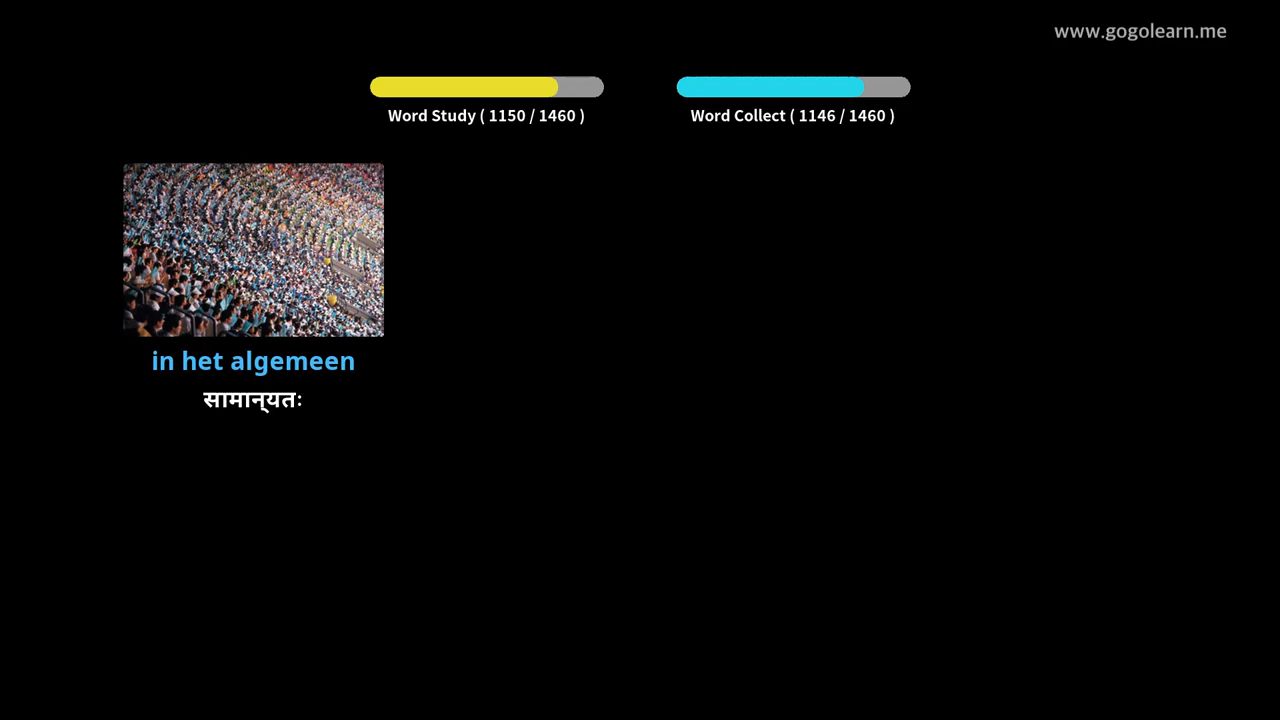 www.gogolearn.me
Word Study ( 1150 / 1460 )
Word Collect ( 1146 / 1460 )
in het algemeen
सामान्यतः